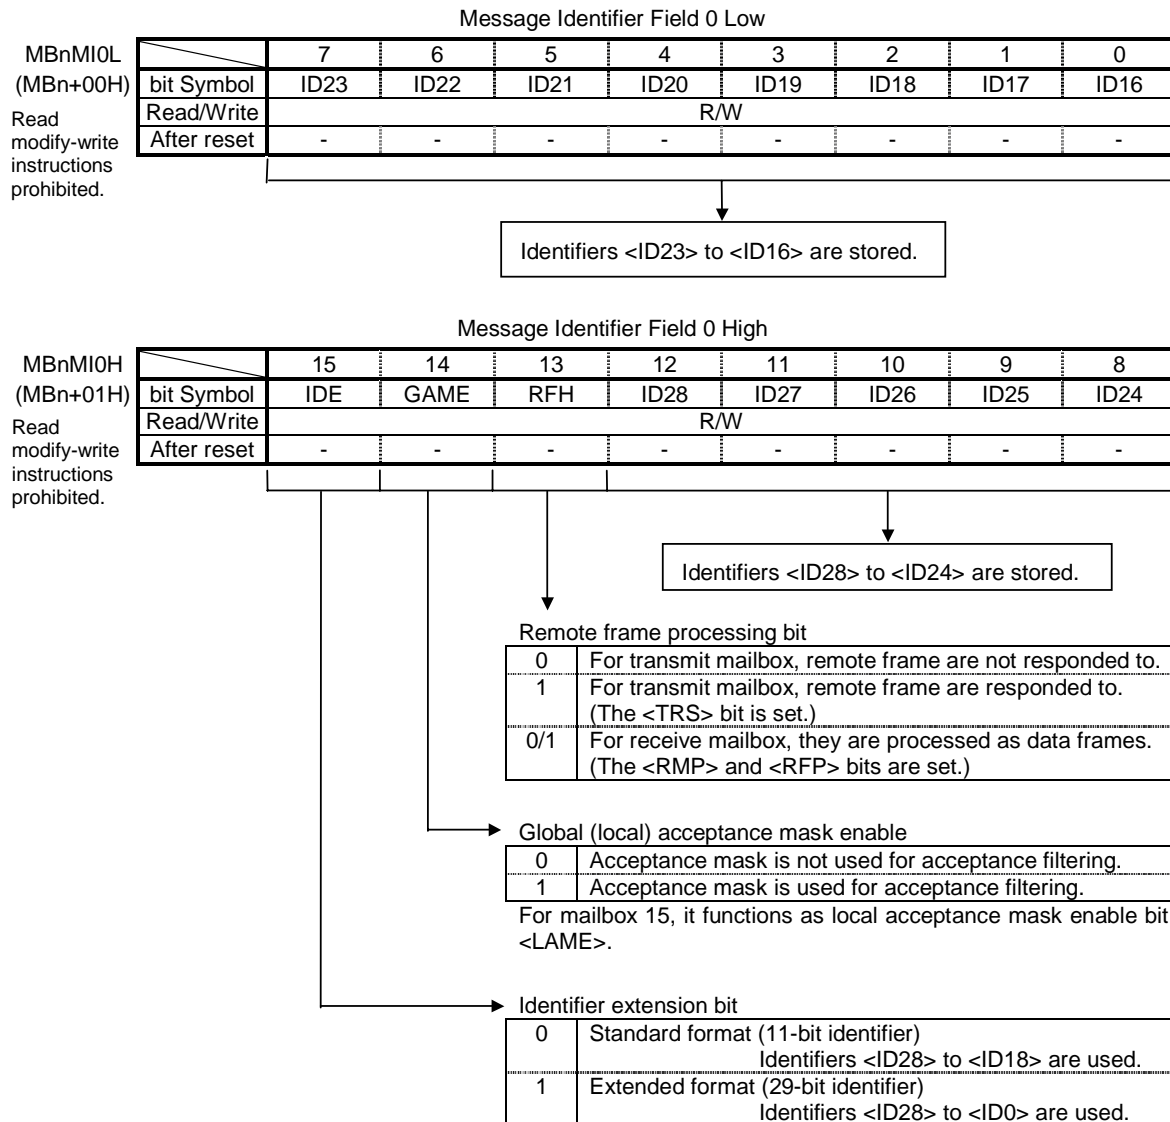 Message Identifier Field 0 Low
MBnMI0L 7 6 5 4 3 2 1 0
(MBn+00H) bit Symbol ID23 ID22 ID21 ID20 ID19 ID18 ID17 ID16
Read/Write R/W
After reset - - - - - - - -
Read
modify-write
instructions
prohibited.
Identifiers <ID23> to <ID16> are stored.
Message Identifier Field 0 High
MBnMI0H 15 14 13 12 11 10 9 8
(MBn+01H) bit Symbol IDE GAME RFH ID28 ID27 ID26 ID25 ID24
Read/Write R/W
After reset - - - - - - - -
Read
modify-write
instructions
prohibited.
Identifiers <ID28> to <ID24> are stored.
Remote frame processing bit
0 For transmit mailbox, remote frame are not responded to.
1 For transmit mailbox, remote frame are responded to.
(The <TRS> bit is set.)
0/1 For receive mailbox, they are processed as data frames.
(The <RMP> and <RFP> bits are set.)
Global (local) acceptance mask enable
0 Acceptance mask is not used for acceptance filtering.
1 Acceptance mask is used for acceptance filtering.
For mailbox 15, it functions as local acceptance mask enable bit
<LAME>.
Identifier extension bit
0 Standard format (11-bit identifier)
Identifiers <ID28> to <ID18> are used.
1 Extended format (29-bit identifier)
Identifiers <ID28> to <ID0> are used.